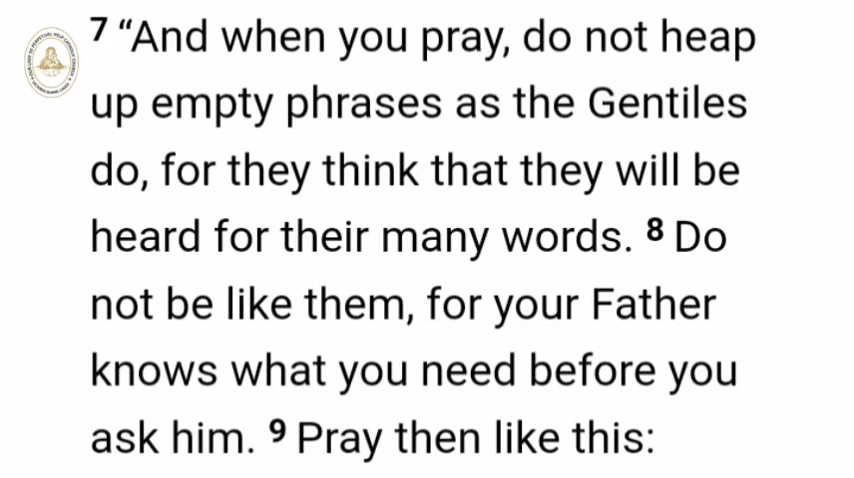 7 “And when you pray, do not heap
up empty phrases as the Gentiles
do, for they think that they will be
heard for their many words. 8 Do
not be like them, for your Father
knows what you need before you
ask him. 9 Pray then like this: